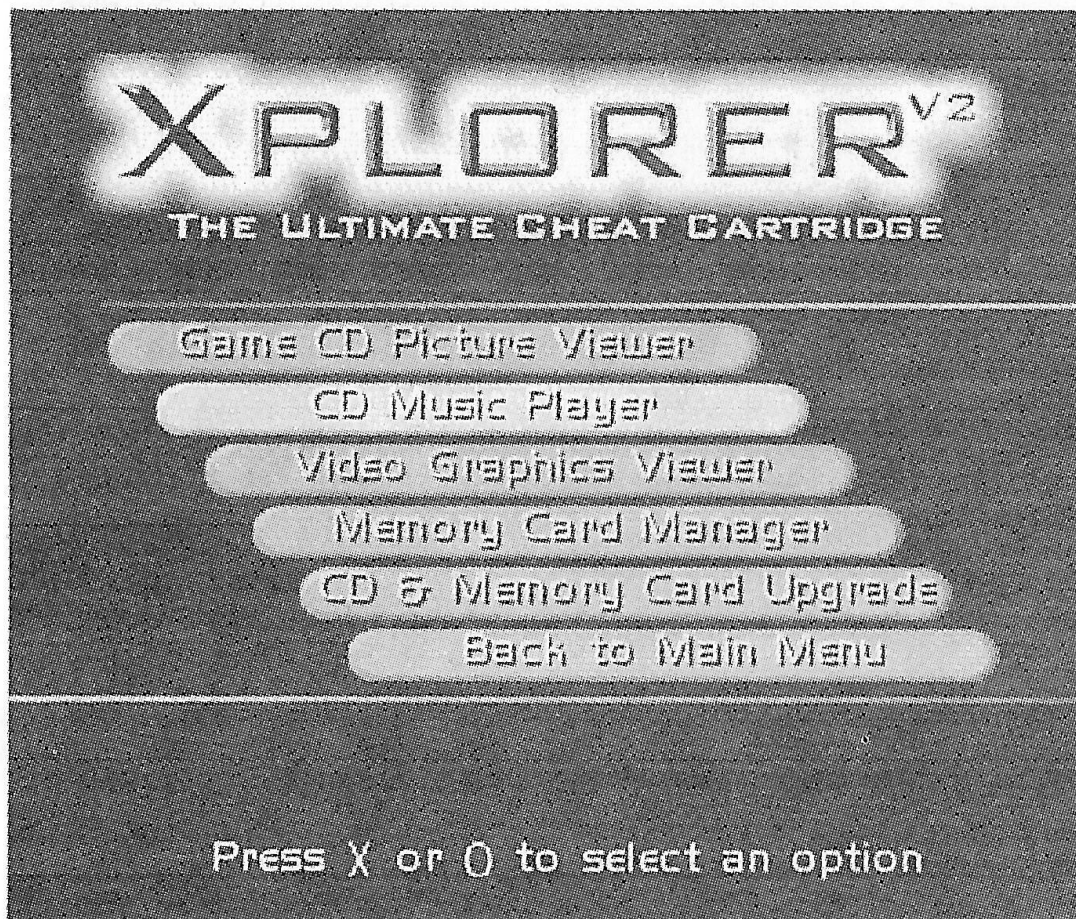 XPLORER V2
THE ULTIMATE CHEAT CARTRIDGE
Game CD Picture Viewer
CD Music Player
Video Graphics Viewer
Memory Card Manager
CD & Memory Card Upgrade
Back to Main Menu
Press X or O to select an option